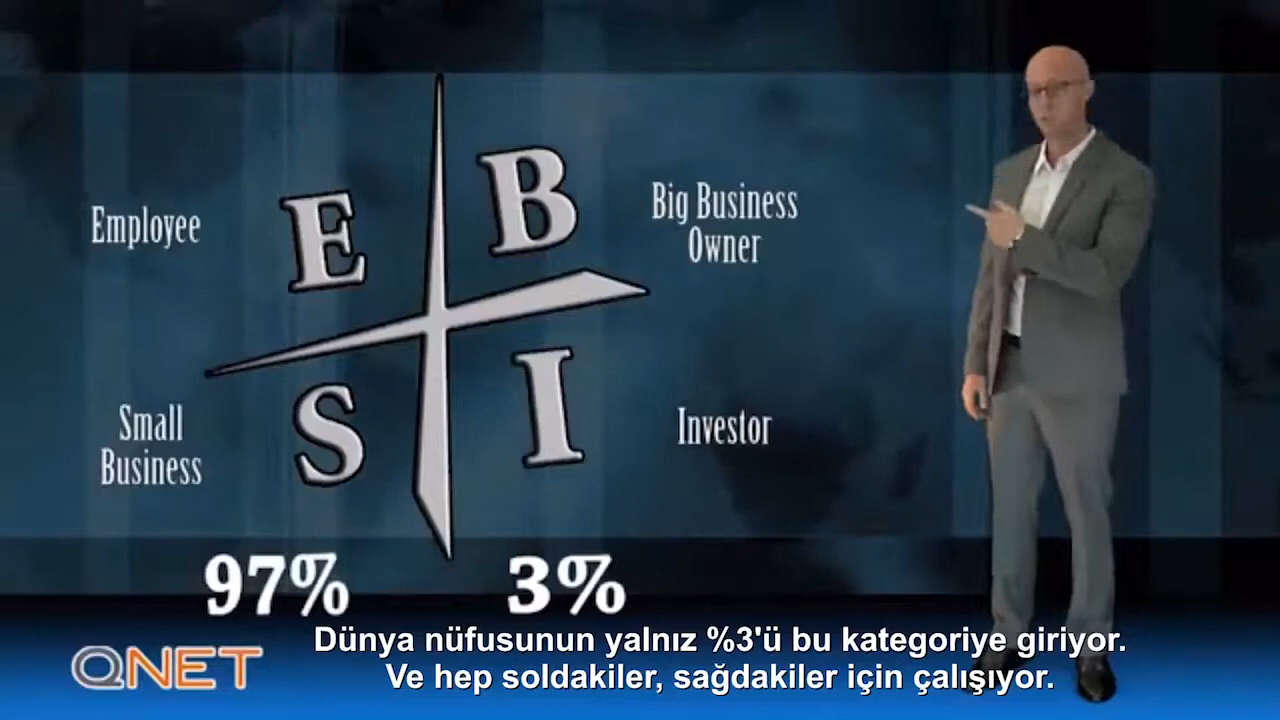 E
B
Employee
Big Business
Owner
S
I
Small
Business
Investor
97%
3%
QNET
Dünya nüfusunun yalnız %3'ü bu kategoriye giriyor.
Ve hep soldakiler, sağdakiler için çalışıyor.